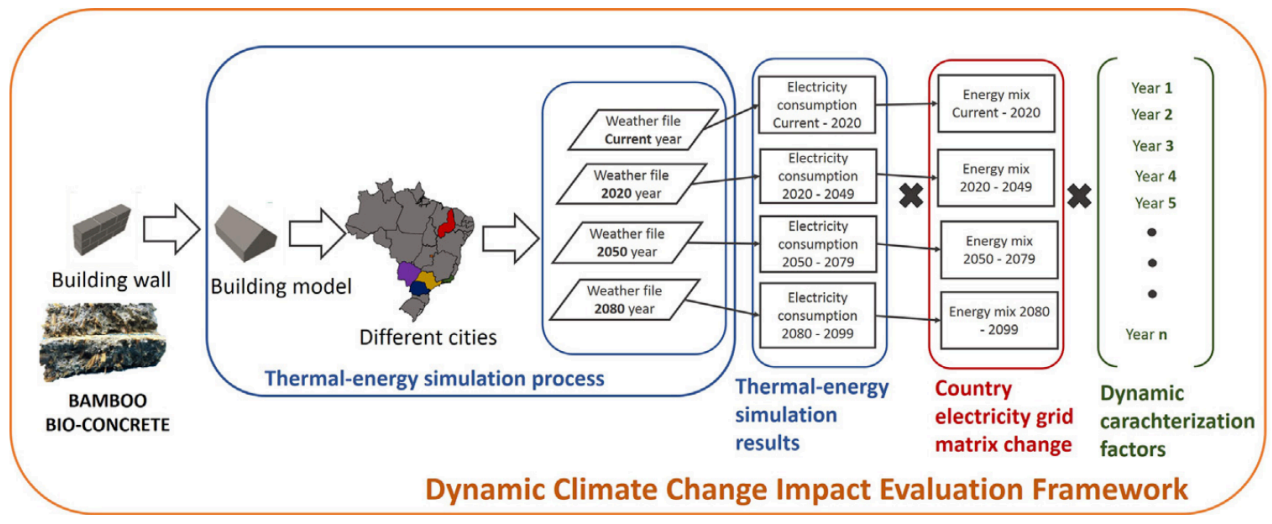 Building wall
BAMBOO
BIO-CONCRETE
Building model
Different cities
Weather file
Current year
Weather file
2020 year
Weather file
2050 year
Weather file
2080 year
Thermal-energy simulation process
Electricity
consumption
Current - 2020
Electricity
consumption
2020 - 2049
Electricity
consumption
2050 - 2079
Electricity
consumption
2080 - 2099
Thermal-energy
simulation
results
Energy mix
Current - 2020
Energy mix
2020 - 2049
Energy mix
2050 - 2079
Energy mix 2080
- 2099
Country
electricity grid
matrix change
Year 1
Year 2
Year 3
Year 4
Year 5
Year n
Dynamic
carachterization
factors
Dynamic Climate Change Impact Evaluation Framework